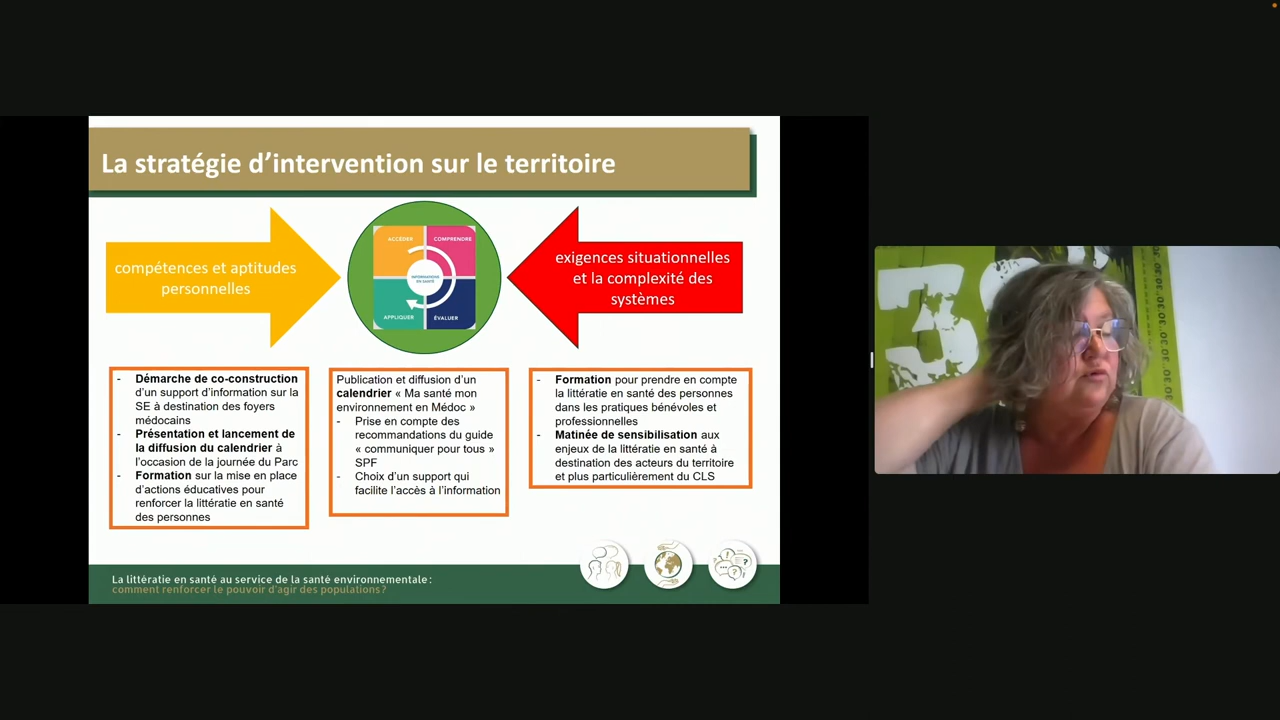 La stratégie d'intervention sur le territoire
compétences et aptitudes
personnelles
ACCÉDER
COMPRENDRE
INFORMATIONS
EN SANTÉ
APPLIQUER
ÉVALUER
exigences situationnelles
et la complexité des
systèmes
- Démarche de co-construction
d'un support d'information sur la
SE à destination des foyers
médocains
- Présentation et lancement de
la diffusion du calendrier à
l'occasion de la journée du Parc
- Formation sur la mise en place
d'actions éducatives pour
renforcer la littératie en santé
des personnes
Publication et diffusion d'un
calendrier « Ma santé mon
environnement en Médoc »
- Prise en compte des
recommandations du guide
« communiquer pour tous »
SPF
- Choix d'un support qui
facilite l'accès à l'information
- Formation pour prendre en compte
la littératie en santé des personnes
dans les pratiques bénévoles et
professionnelles
- Matinée de sensibilisation aux
enjeux de la littératie en santé à
destination des acteurs du territoire
et plus particulièrement du CLS
La littératie en santé au service de la santé environnementale :
comment renforcer le pouvoir d'agir des populations ?